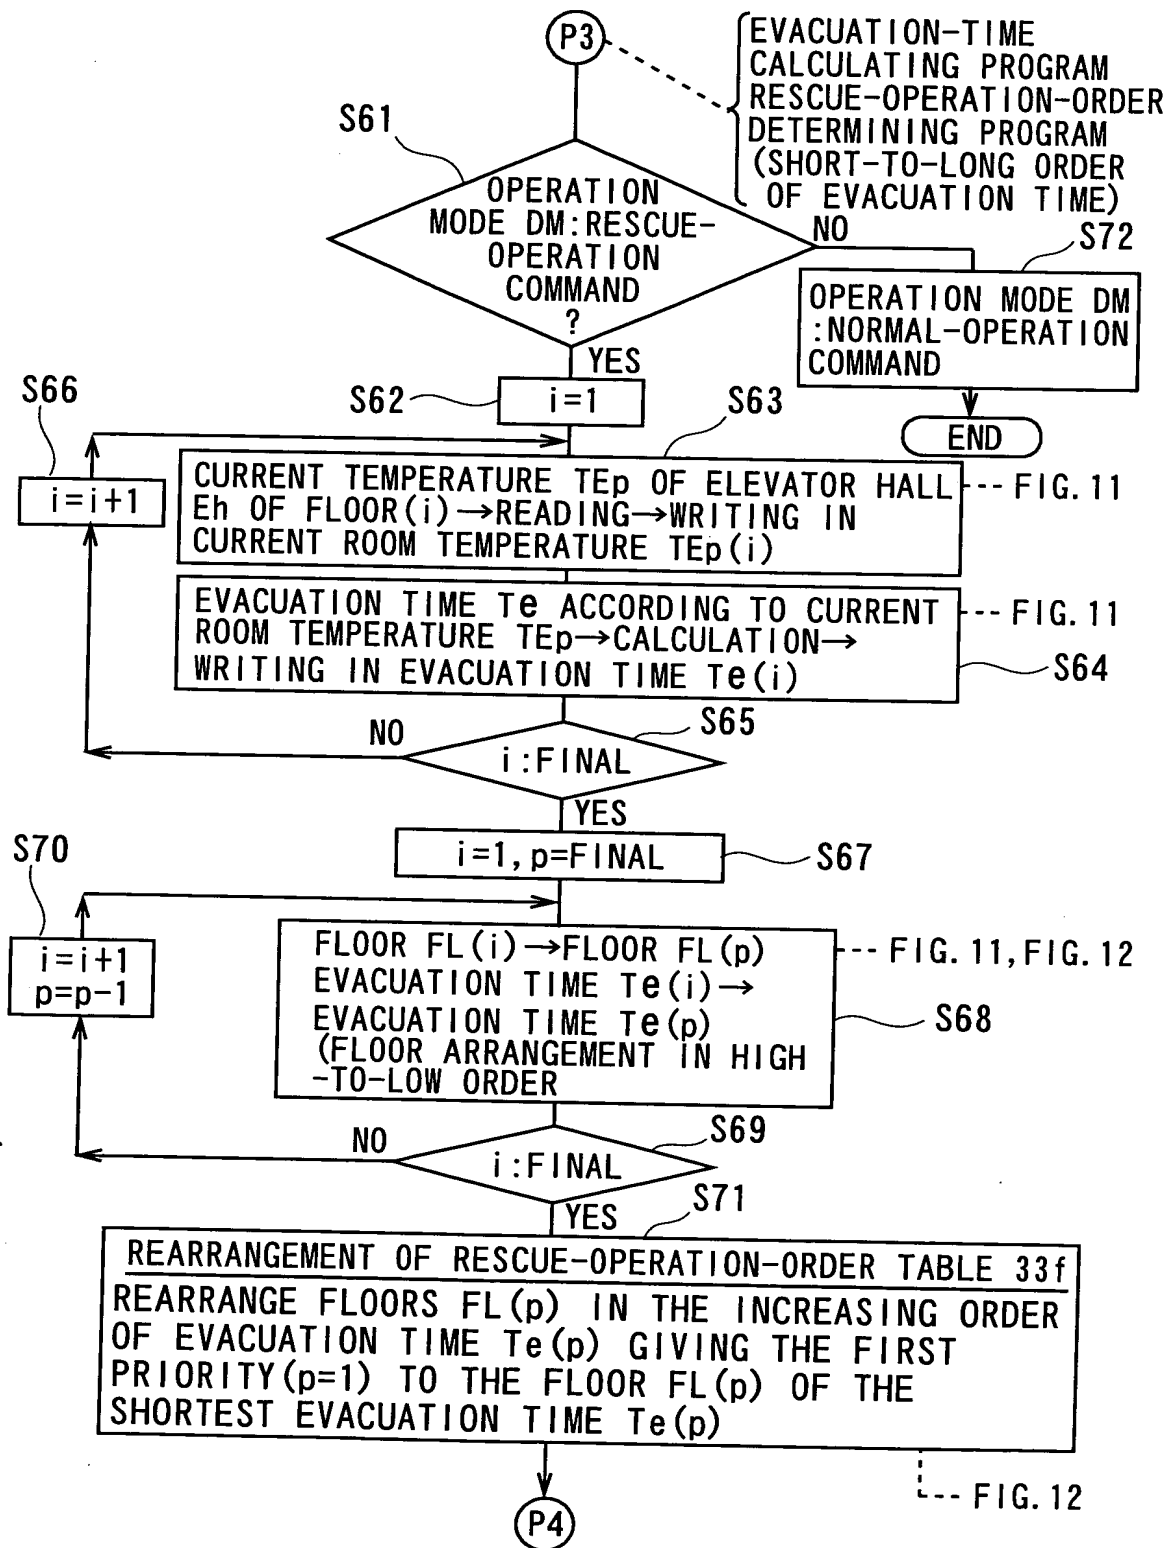 P3
EVACUATION-TIME
CALCULATING PROGRAM
RESCUE-OPERATION-ORDER
DETERMINING PROGRAM
(SHORT-TO-LONG ORDER
OF EVACUATION TIME)
S61
OPERATION
MODE DM:RESCUE-
OPERATION
COMMAND
?
NO
S72
OPERATION MODE DM
:NORMAL-OPERATION
COMMAND
END
YES
S62
i=1
S63
S66
i=i+1
CURRENT TEMPERATURE TEp OF ELEVATOR HALL
Eh OF FLOOR(i)→READING→WRITING IN
CURRENT ROOM TEMPERATURE TEp(i)
FIG. 11
EVACUATION TIME Te ACCORDING TO CURRENT
ROOM TEMPERATURE TEp→CALCULATION→
WRITING IN EVACUATION TIME Te(i)
FIG. 11
S64
S65
NO
i:FINAL
YES
i=1, p=FINAL
S67
S70
i=i+1
p=p-1
FLOOR FL(i)→FLOOR FL(p)
EVACUATION TIME Te(i)→
EVACUATION TIME Te(p)
(FLOOR ARRANGEMENT IN HIGH
-TO-LOW ORDER
FIG. 11, FIG. 12
S68
S69
NO
i:FINAL
YES
S71
REARRANGEMENT OF RESCUE-OPERATION-ORDER TABLE 33f
REARRANGE FLOORS FL(p) IN THE INCREASING ORDER
OF EVACUATION TIME Te(p) GIVING THE FIRST
PRIORITY(p=1) TO THE FLOOR FL(p) OF THE
SHORTEST EVACUATION TIME Te(p)
FIG. 12
P4